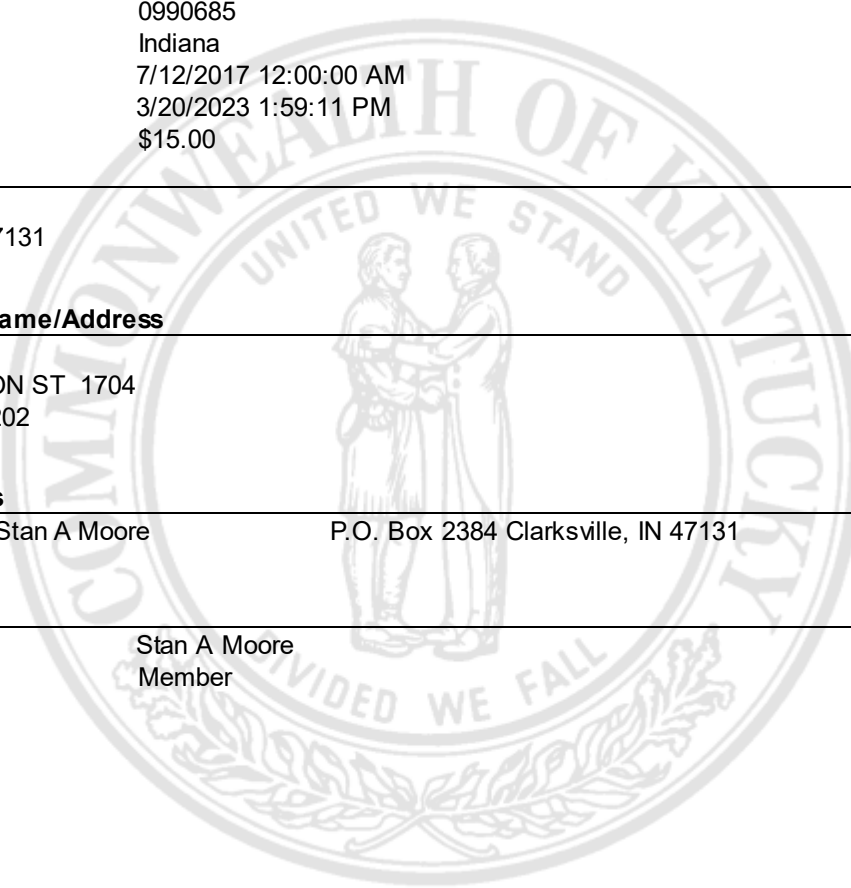 0990685
Indiana
7/12/2017 12:00:00 AM
3/20/2023 1:59:11 PM
$15.00
7131
ame/Address
ON ST 1704
202
s
Stan A Moore P.O. Box 2384 Clarksville, IN 47131
Stan A Moore
Member
COMMONWEALTH OF KENTUCKY
UNITED WE STAND
DIVIDED WE FALL